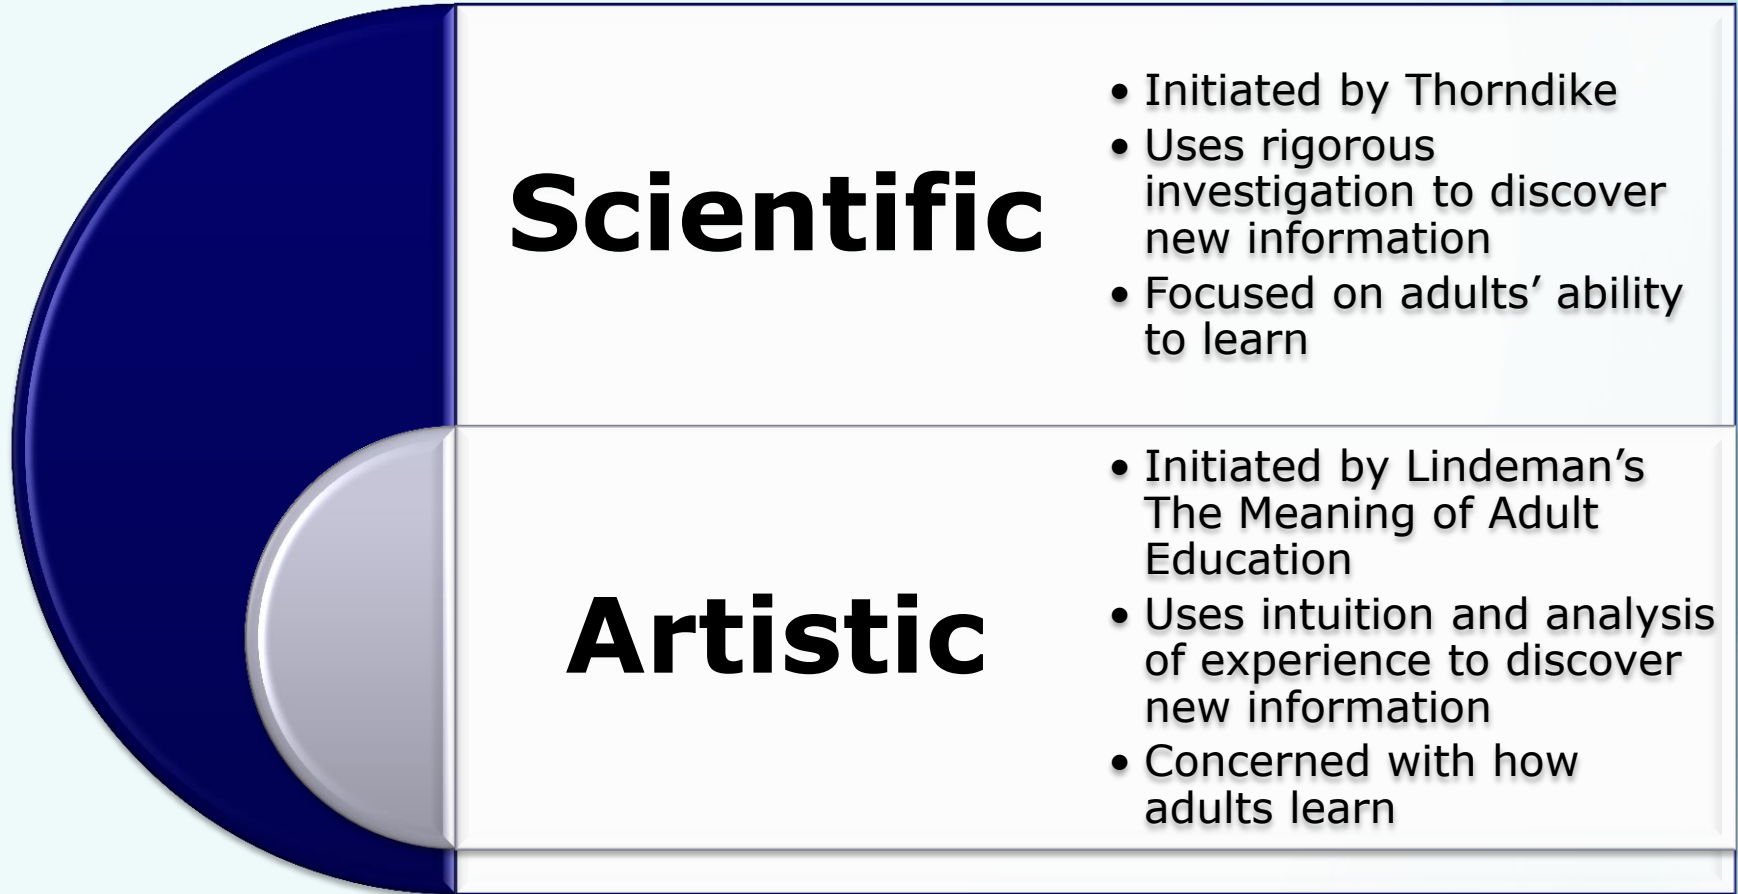 Scientific
• Initiated by Thorndike
• Uses rigorous
investigation to discover
new information
• Focused on adults’ ability
to learn
Artistic
• Initiated by Lindeman’s
The Meaning of Adult
Education
• Uses intuition and analysis
of experience to discover
new information
• Concerned with how
adults learn